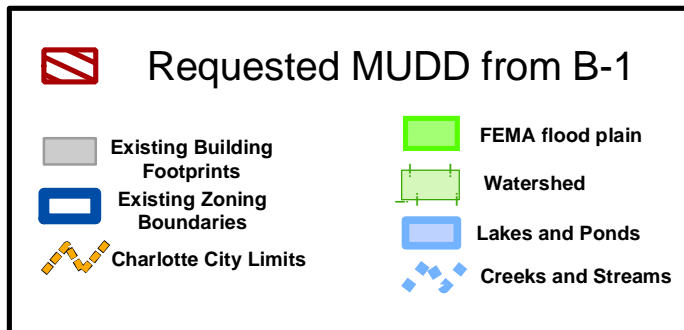 Requested MUDD from B-1
Existing Building
Footprints
Existing Zoning
Boundaries
Charlotte City Limits
FEMA flood plain
Watershed
Lakes and Ponds
Creeks and Streams